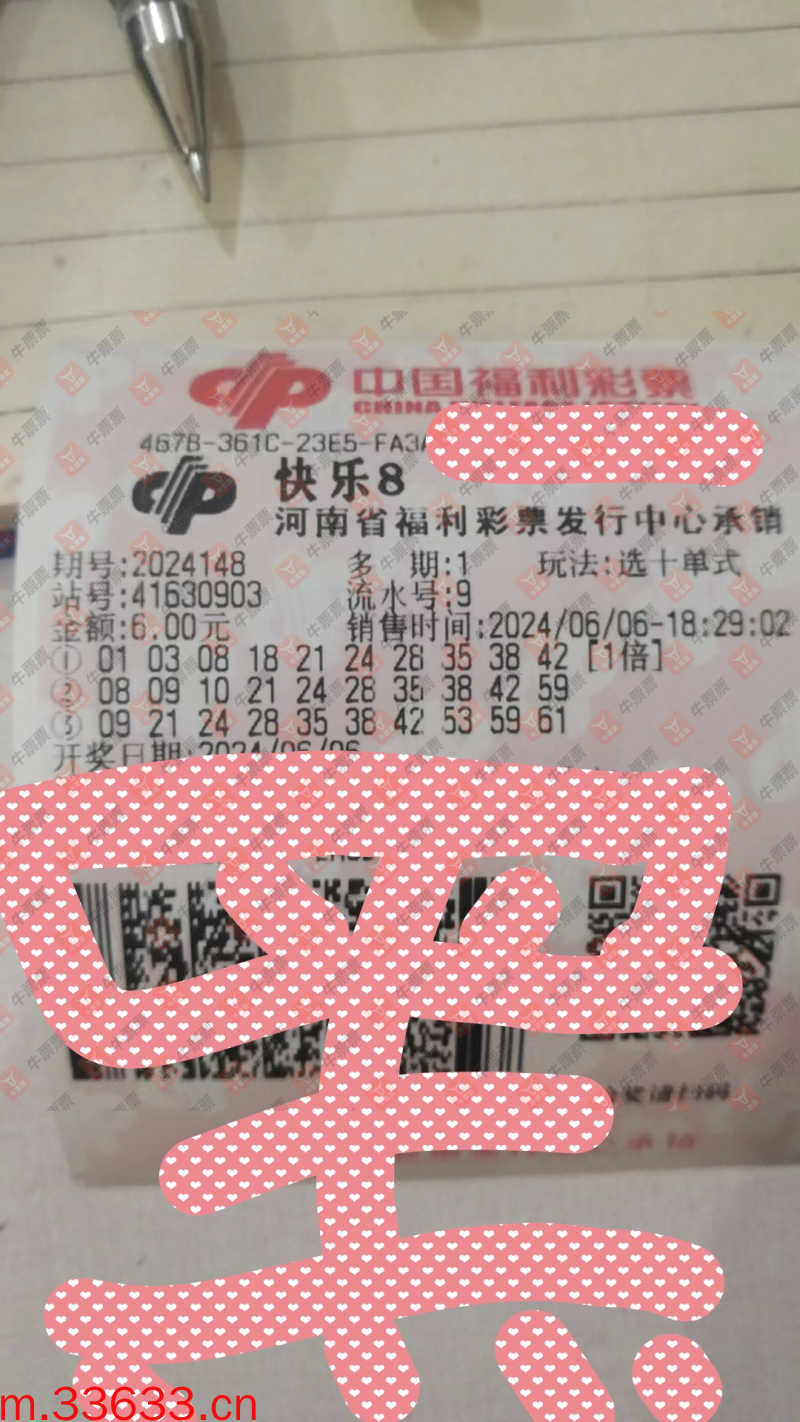 中国福利彩票
467B-361C-23E5-FA3
快乐8
河南省福利彩票发行中心承销
期号:2024148 多 期:1 玩法:选十单式
站号:41630903 流水号:9
金额:6.00元 销售时间:2024/06/06-18:29:02
① 01 03 08 18 21 24 28 35 38 42 [1倍]
② 08 09 10 21 24 28 35 38 42 59
③ 09 21 24 28 35 38 42 53 59 61
开奖日期:2024/06/06
牛票票
m.33633.cn